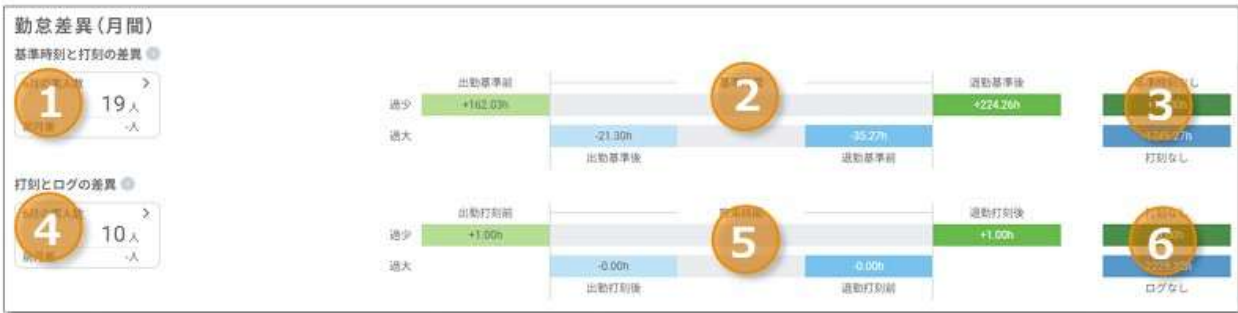 勤怠差異(月間)
基準時刻と打刻の差異
1
19人
-人
出勤基準前
2
退勤基準後
過少
+162.03h
+224.26h
3
過大
-21.30h
-35.27h
出勤基準後
退勤基準前
打刻なし
打刻とログの差異
4
10人
-人
出勤打刻前
5
退勤打刻後
過少
+1.00h
+1.00h
6
過大
-0.00h
-0.00h
出勤打刻後
退勤打刻前
ログなし